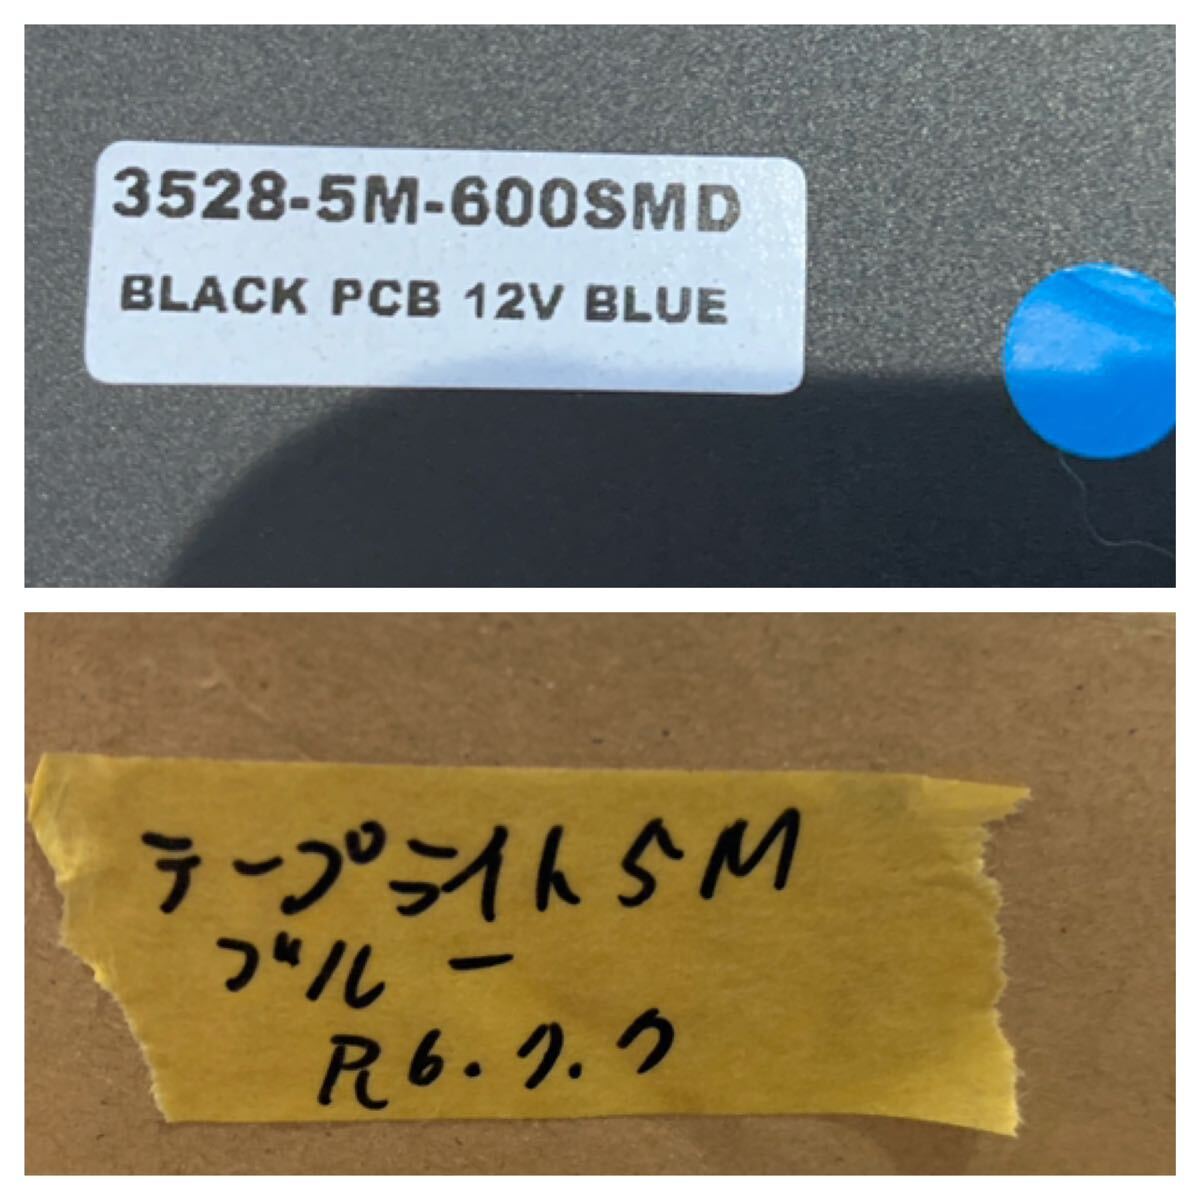 3528-5M-600SMD
BLACK PCB 12V BLUE
テープライト5M
ブルー
R6.7.7